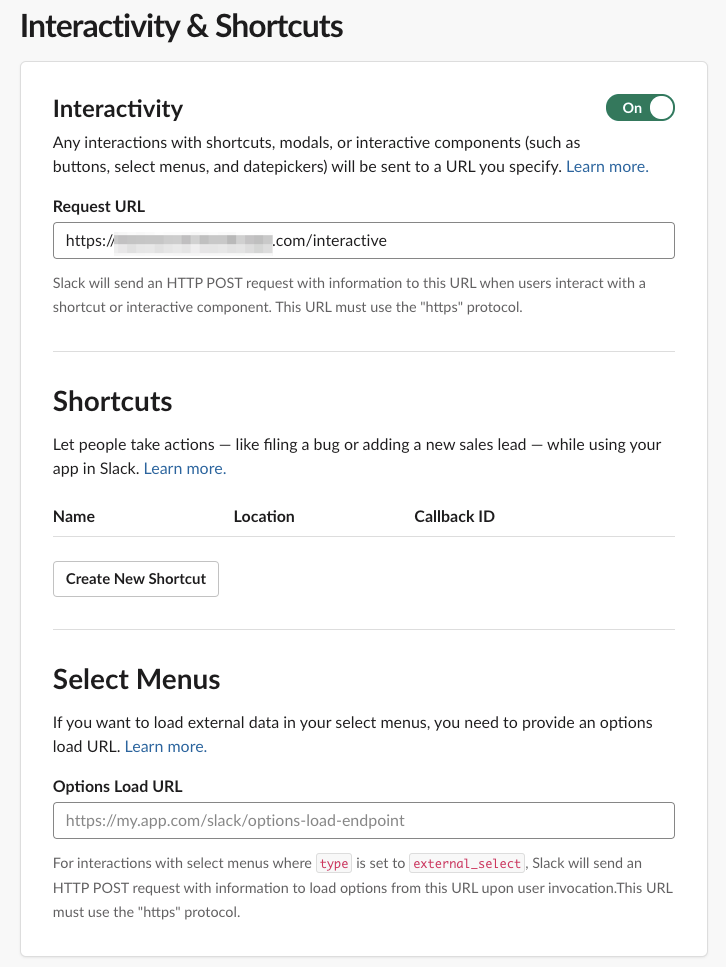 Interactivity & Shortcuts
Interactivity
On
Any interactions with shortcuts, modals, or interactive components (such as
buttons, select menus, and datepickers) will be sent to a URL you specify. Learn more.
Request URL
https:// .com/interactive
Slack will send an HTTP POST request with information to this URL when users interact with a
shortcut or interactive component. This URL must use the "https" protocol.
Shortcuts
Let people take actions — like filing a bug or adding a new sales lead — while using your
app in Slack. Learn more.
Name Location Callback ID
Create New Shortcut
Select Menus
If you want to load external data in your select menus, you need to provide an options
load URL. Learn more.
Options Load URL
https://my.app.com/slack/options-load-endpoint
For interactions with select menus where type is set to external_select, Slack will send an
HTTP POST request with information to load options from this URL upon user invocation.This URL
must use the "https" protocol.